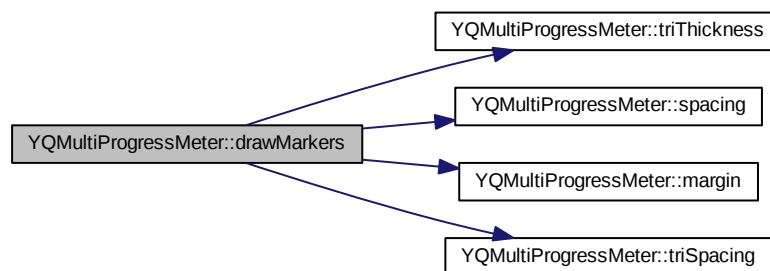 YQMultiProgressMeter::triThickness
YQMultiProgressMeter::spacing
YQMultiProgressMeter::drawMarkers
YQMultiProgressMeter::margin
YQMultiProgressMeter::triSpacing